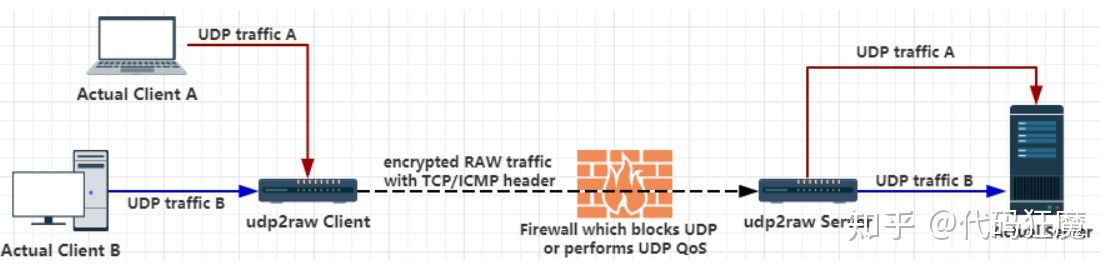 UDP traffic A
UDP traffic A
Actual Client A
encrypted RAW traffic
with TCP/ICMP header
UDP traffic B
UDP traffic B
udp2raw Client
Firewall which blocks UDP
or performs UDP QoS
udp2raw Server
Actual Server
Actual Client B
知乎 @代码狂魔